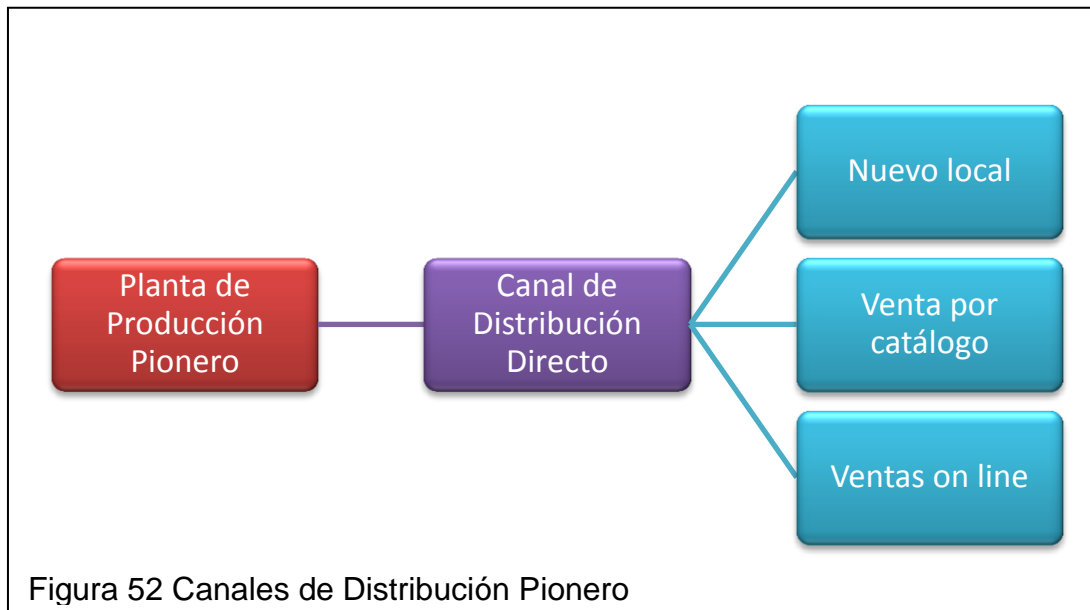 Planta de
Producción
Pionero
Canal de
Distribución
Directo
Nuevo local
Venta por
catálogo
Ventas on line
Figura 52 Canales de Distribución Pionero